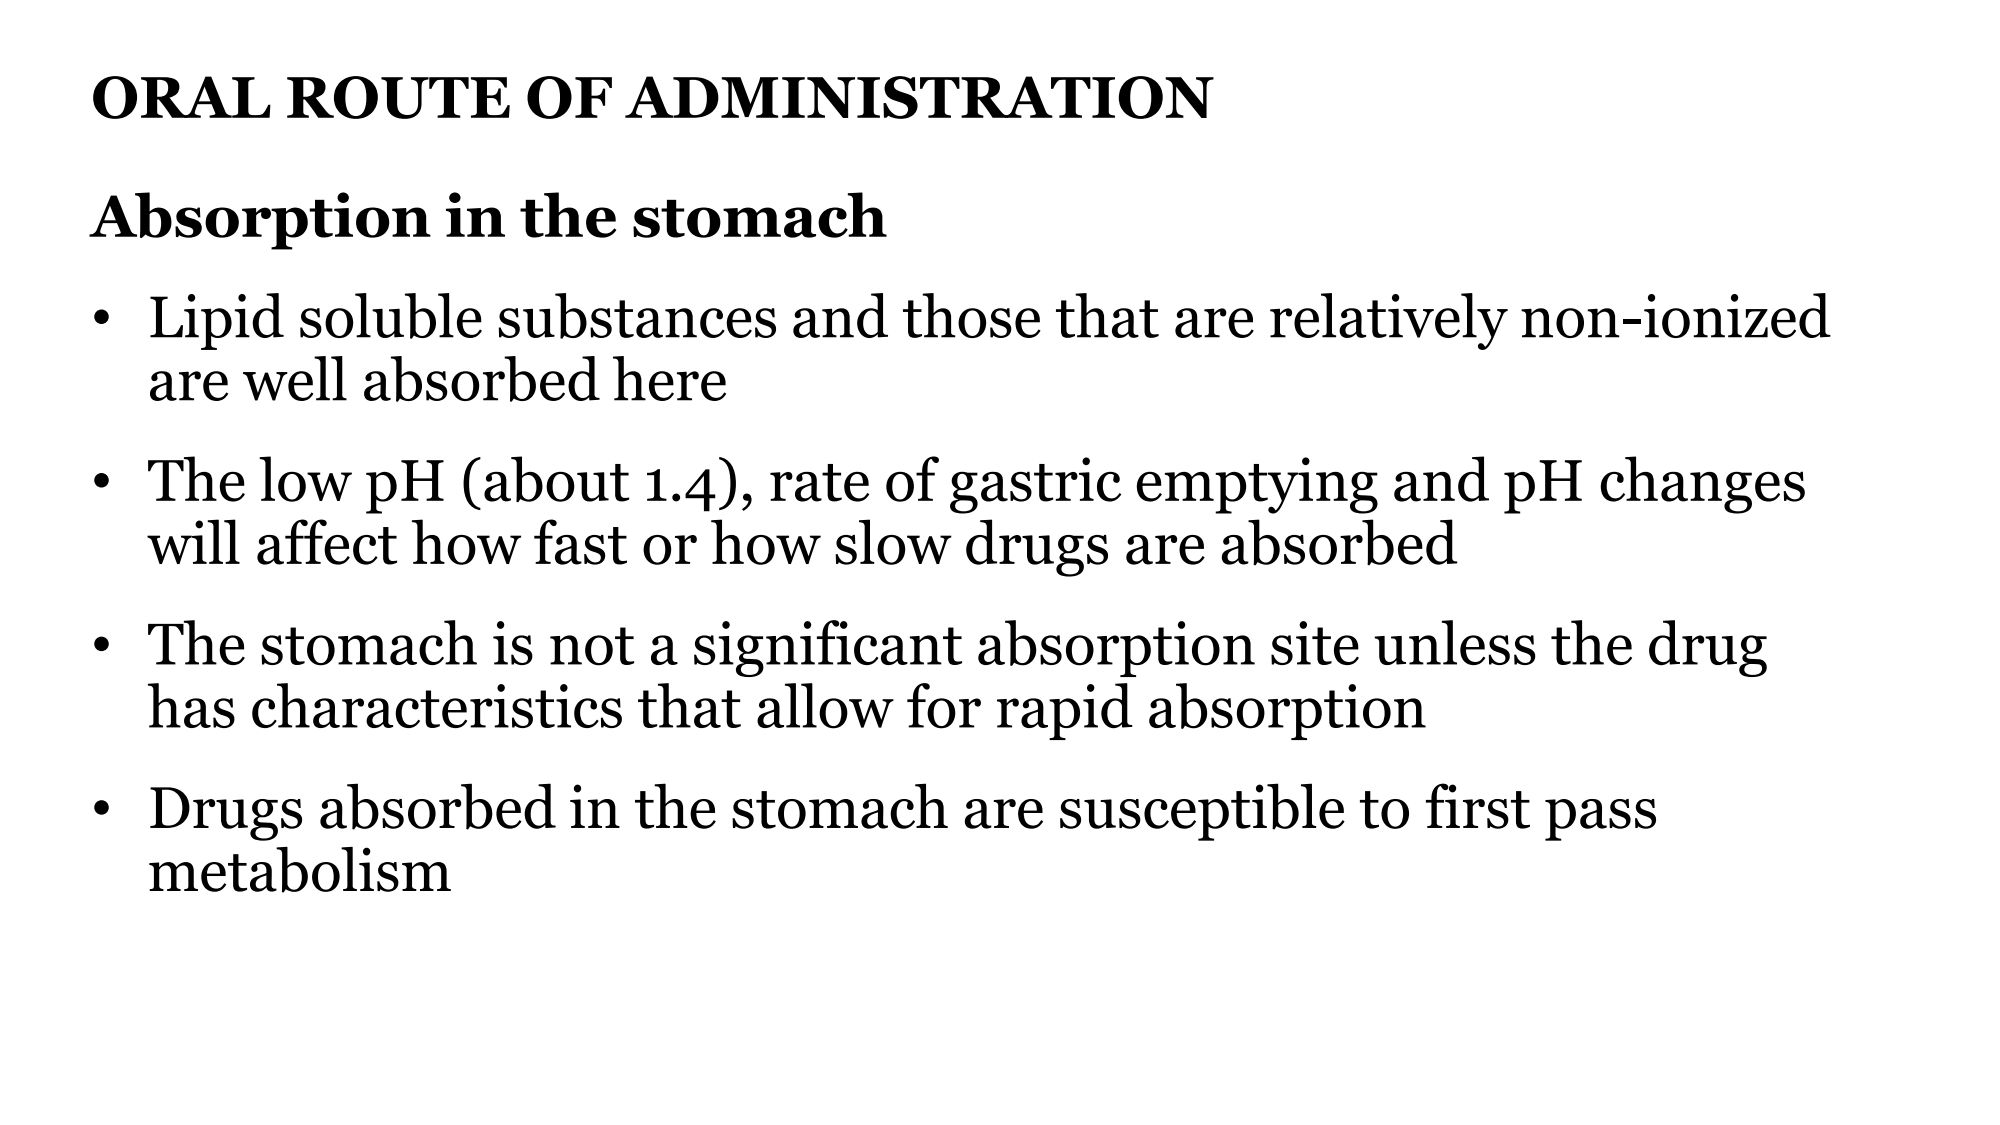 ORAL ROUTE OF ADMINISTRATION
Absorption in the stomach
• Lipid soluble substances and those that are relatively non-ionized
are well absorbed here
• The low pH (about 1.4), rate of gastric emptying and pH changes
will affect how fast or how slow drugs are absorbed
• The stomach is not a significant absorption site unless the drug
has characteristics that allow for rapid absorption
• Drugs absorbed in the stomach are susceptible to first pass
metabolism